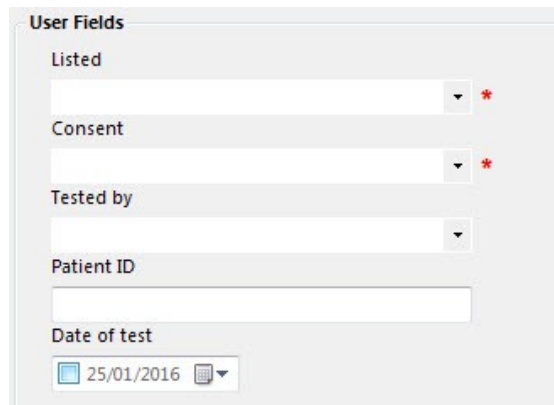 User Fields
Listed
*
Consent
*
Tested by
Patient ID
Date of test
25/01/2016